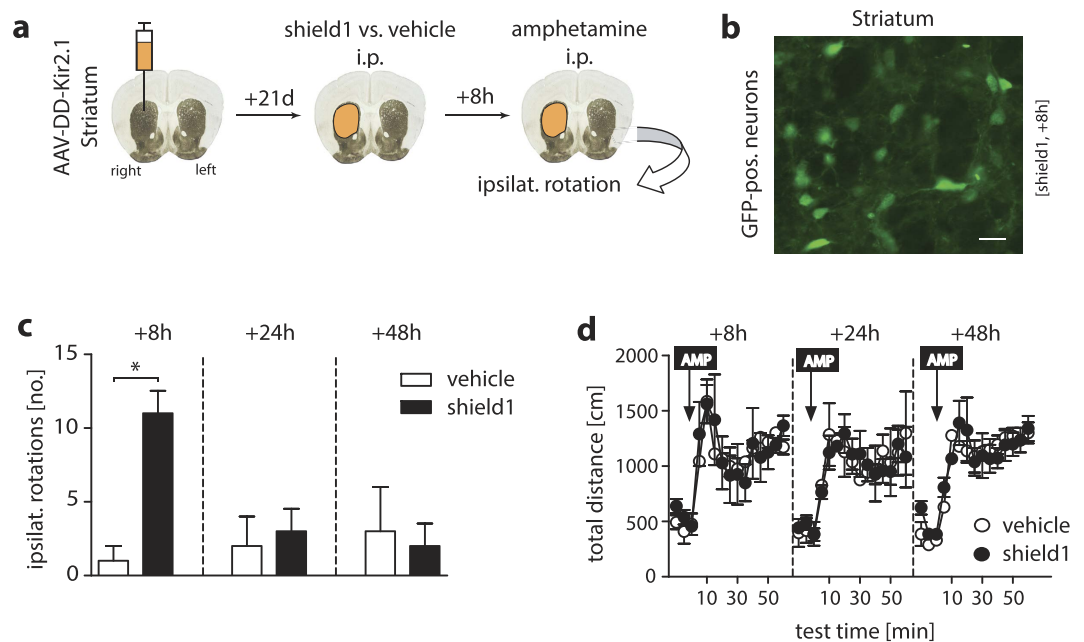 a
AAV-DD-Kir2.1
Striatum
right
left
+21d
shield1 vs. vehicle
i.p.
+8h
amphetamine
i.p.
ipsilat. rotation
b
Striatum
GFP-pos. neurons
[shield1, +8h]
c
+8h
+24h
+48h
ipsilat. rotations [no.]
15
10
5
0
*
vehicle
shield1
d
+8h
+24h
+48h
AMP
AMP
AMP
total distance [cm]
2000
1500
1000
500
0
vehicle
shield1
10 30 50 10 30 50 10 30 50
test time [min]